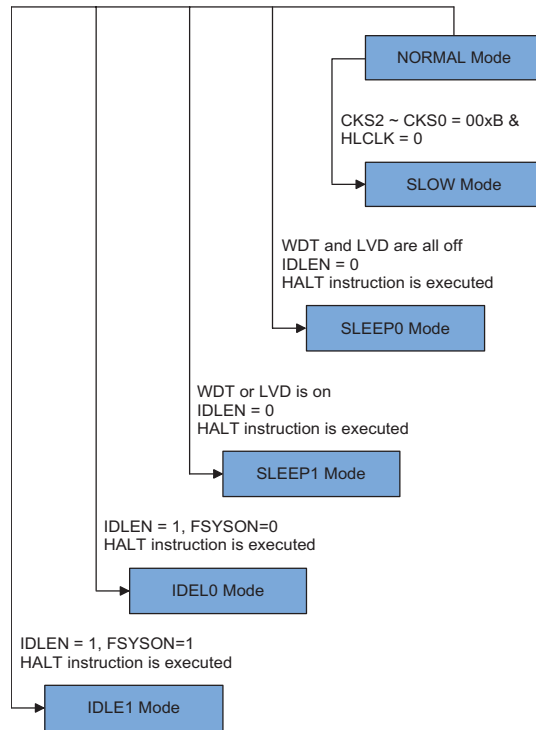 NORMAL Mode
CKS2 ~ CKS0 = 00xB &
HLCLK = 0
SLOW Mode
WDT and LVD are all off
IDLEN = 0
HALT instruction is executed
SLEEP0 Mode
WDT or LVD is on
IDLEN = 0
HALT instruction is executed
SLEEP1 Mode
IDLEN = 1, FSYSON=0
HALT instruction is executed
IDEL0 Mode
IDLEN = 1, FSYSON=1
HALT instruction is executed
IDLE1 Mode